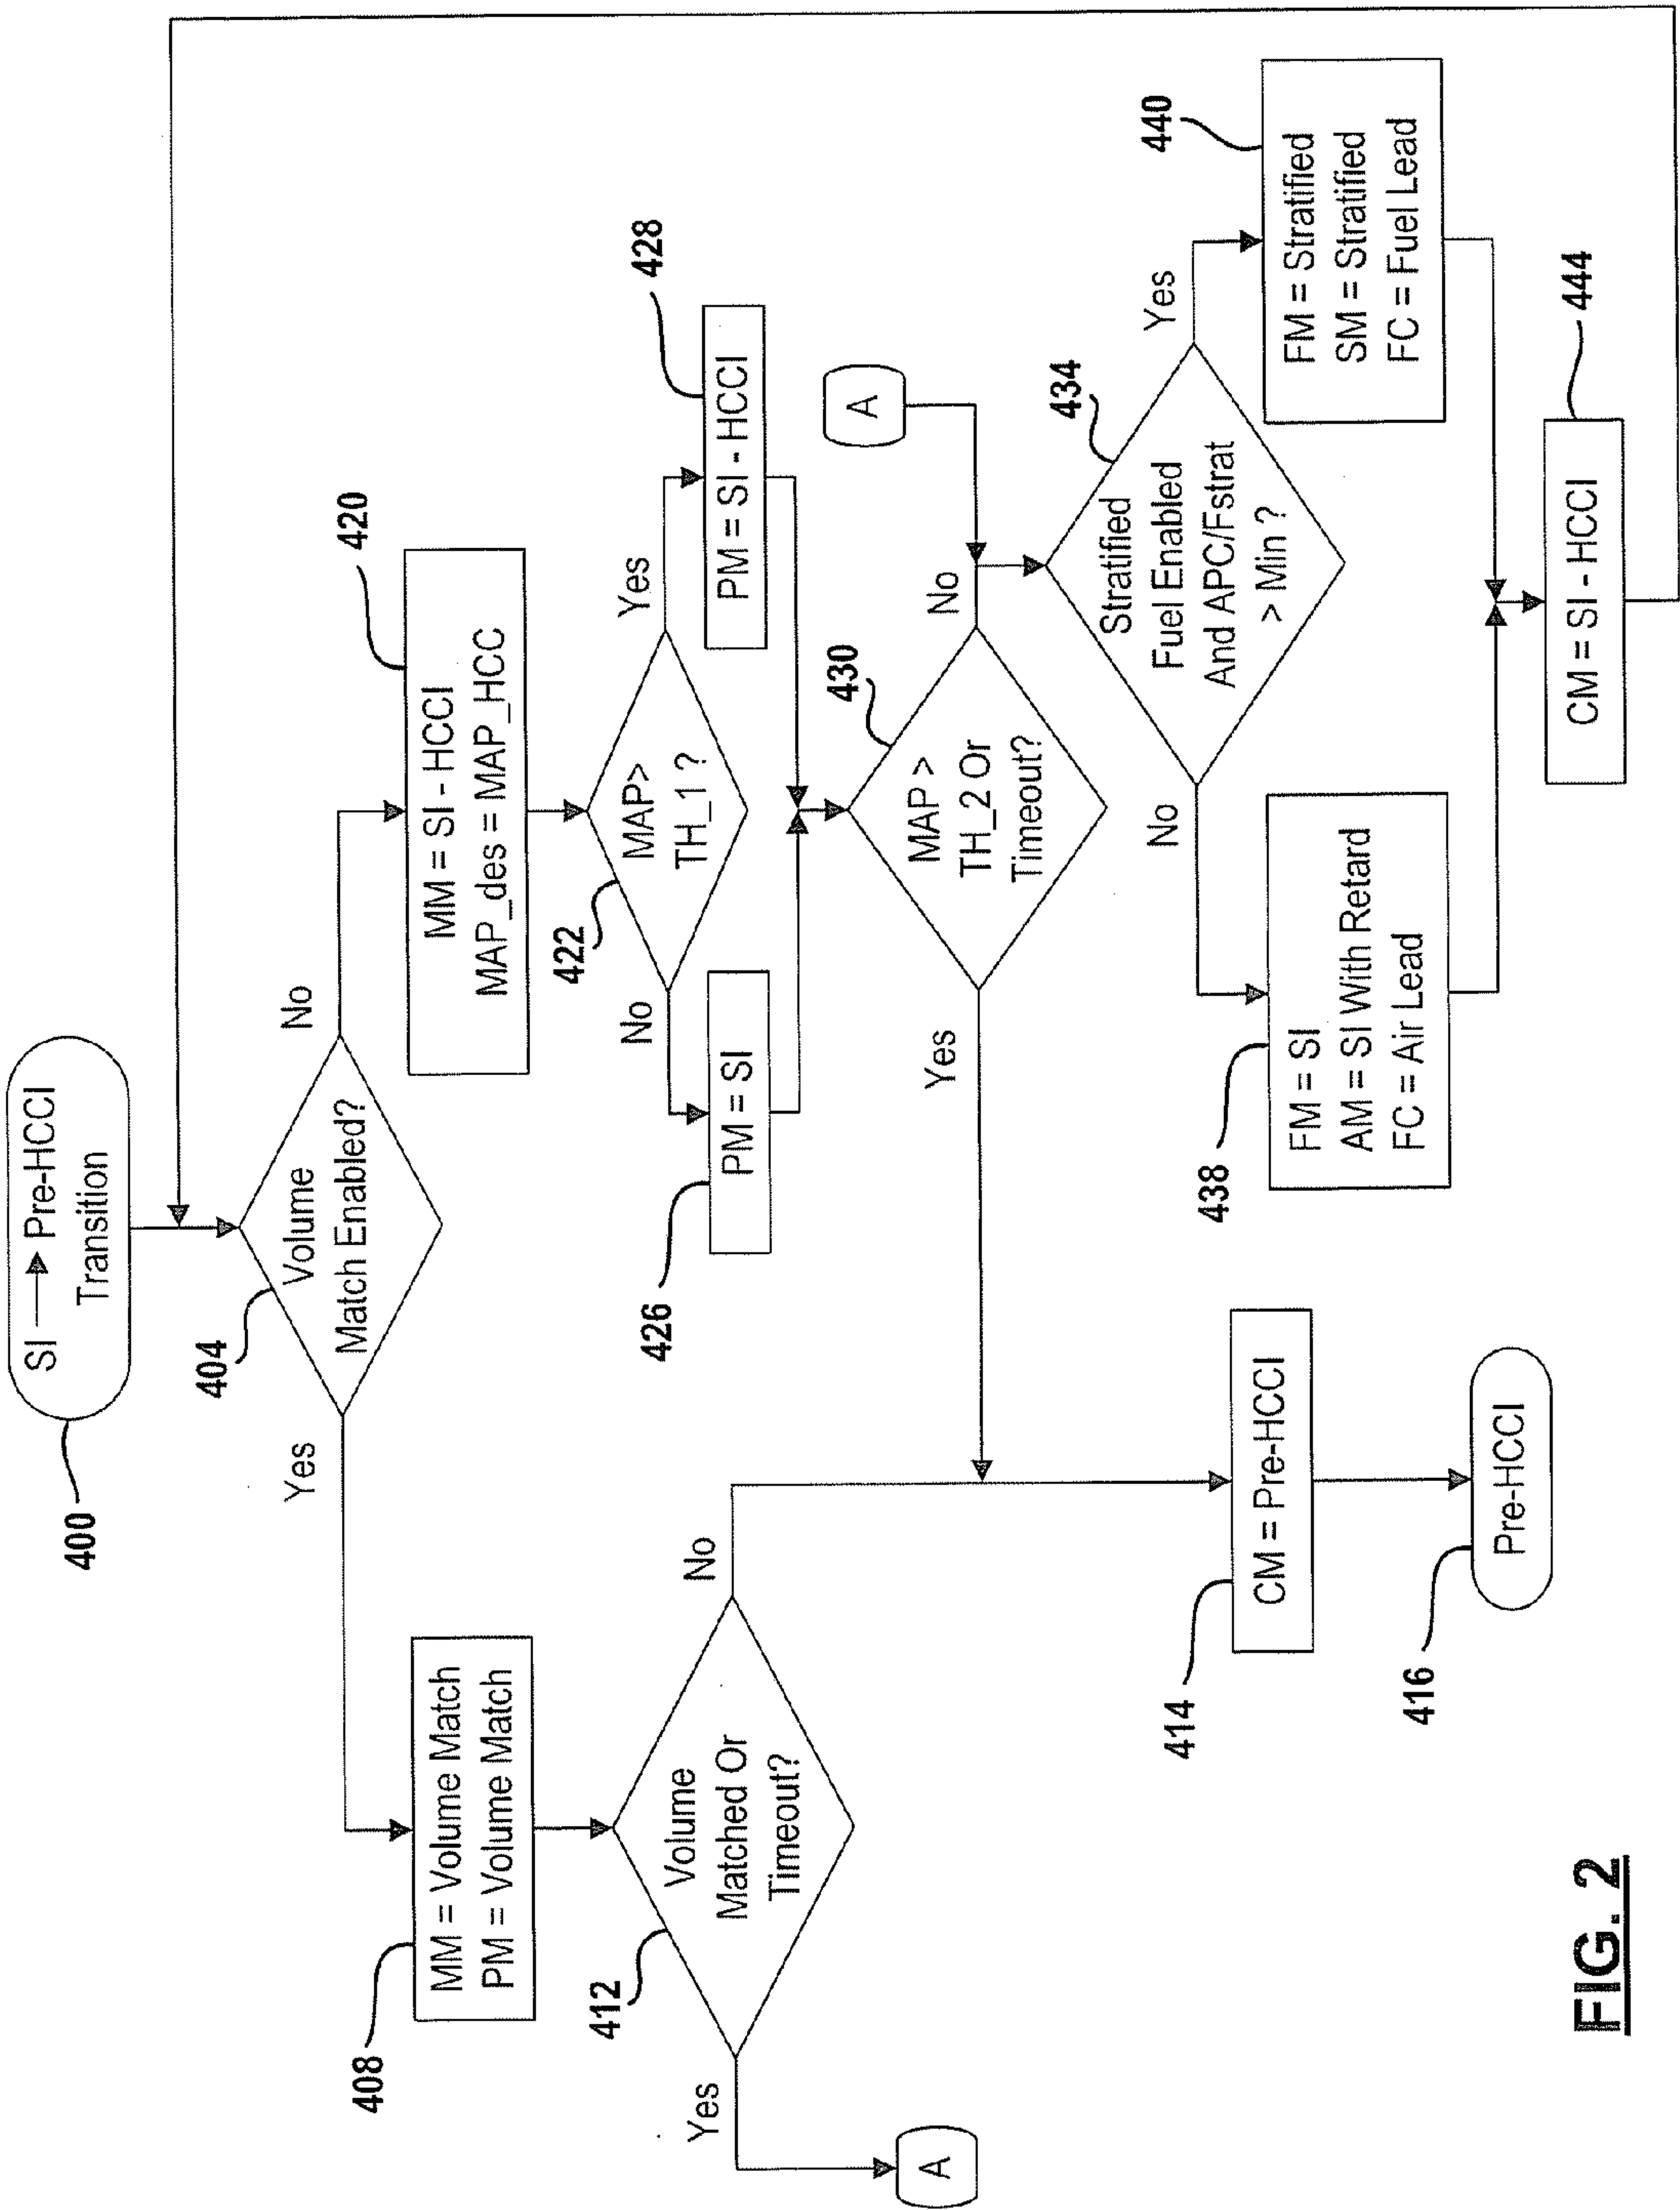 SI → Pre-HCCI
Transition
400
Volume
Match Enabled?
404
Yes
No
MM = Volume Match
PM = Volume Match
408
MM = SI - HCCI
MAP_des = MAP_HCC
420
Volume
Matched Or
Timeout?
412
Yes
No
A
MAP>
TH_1 ?
422
No
Yes
PM = SI
426
PM = SI - HCCI
428
MAP >
TH_2 Or
Timeout?
430
Yes
No
A
Stratified
Fuel Enabled
And APC/Fstrat
> Min ?
434
No
Yes
CM = Pre-HCCI
414
Pre-HCCI
416
FM = SI
AM = SI With Retard
FC = Air Lead
438
FM = Stratified
SM = Stratified
FC = Fuel Lead
440
CM = SI - HCCI
444
FIG. 2